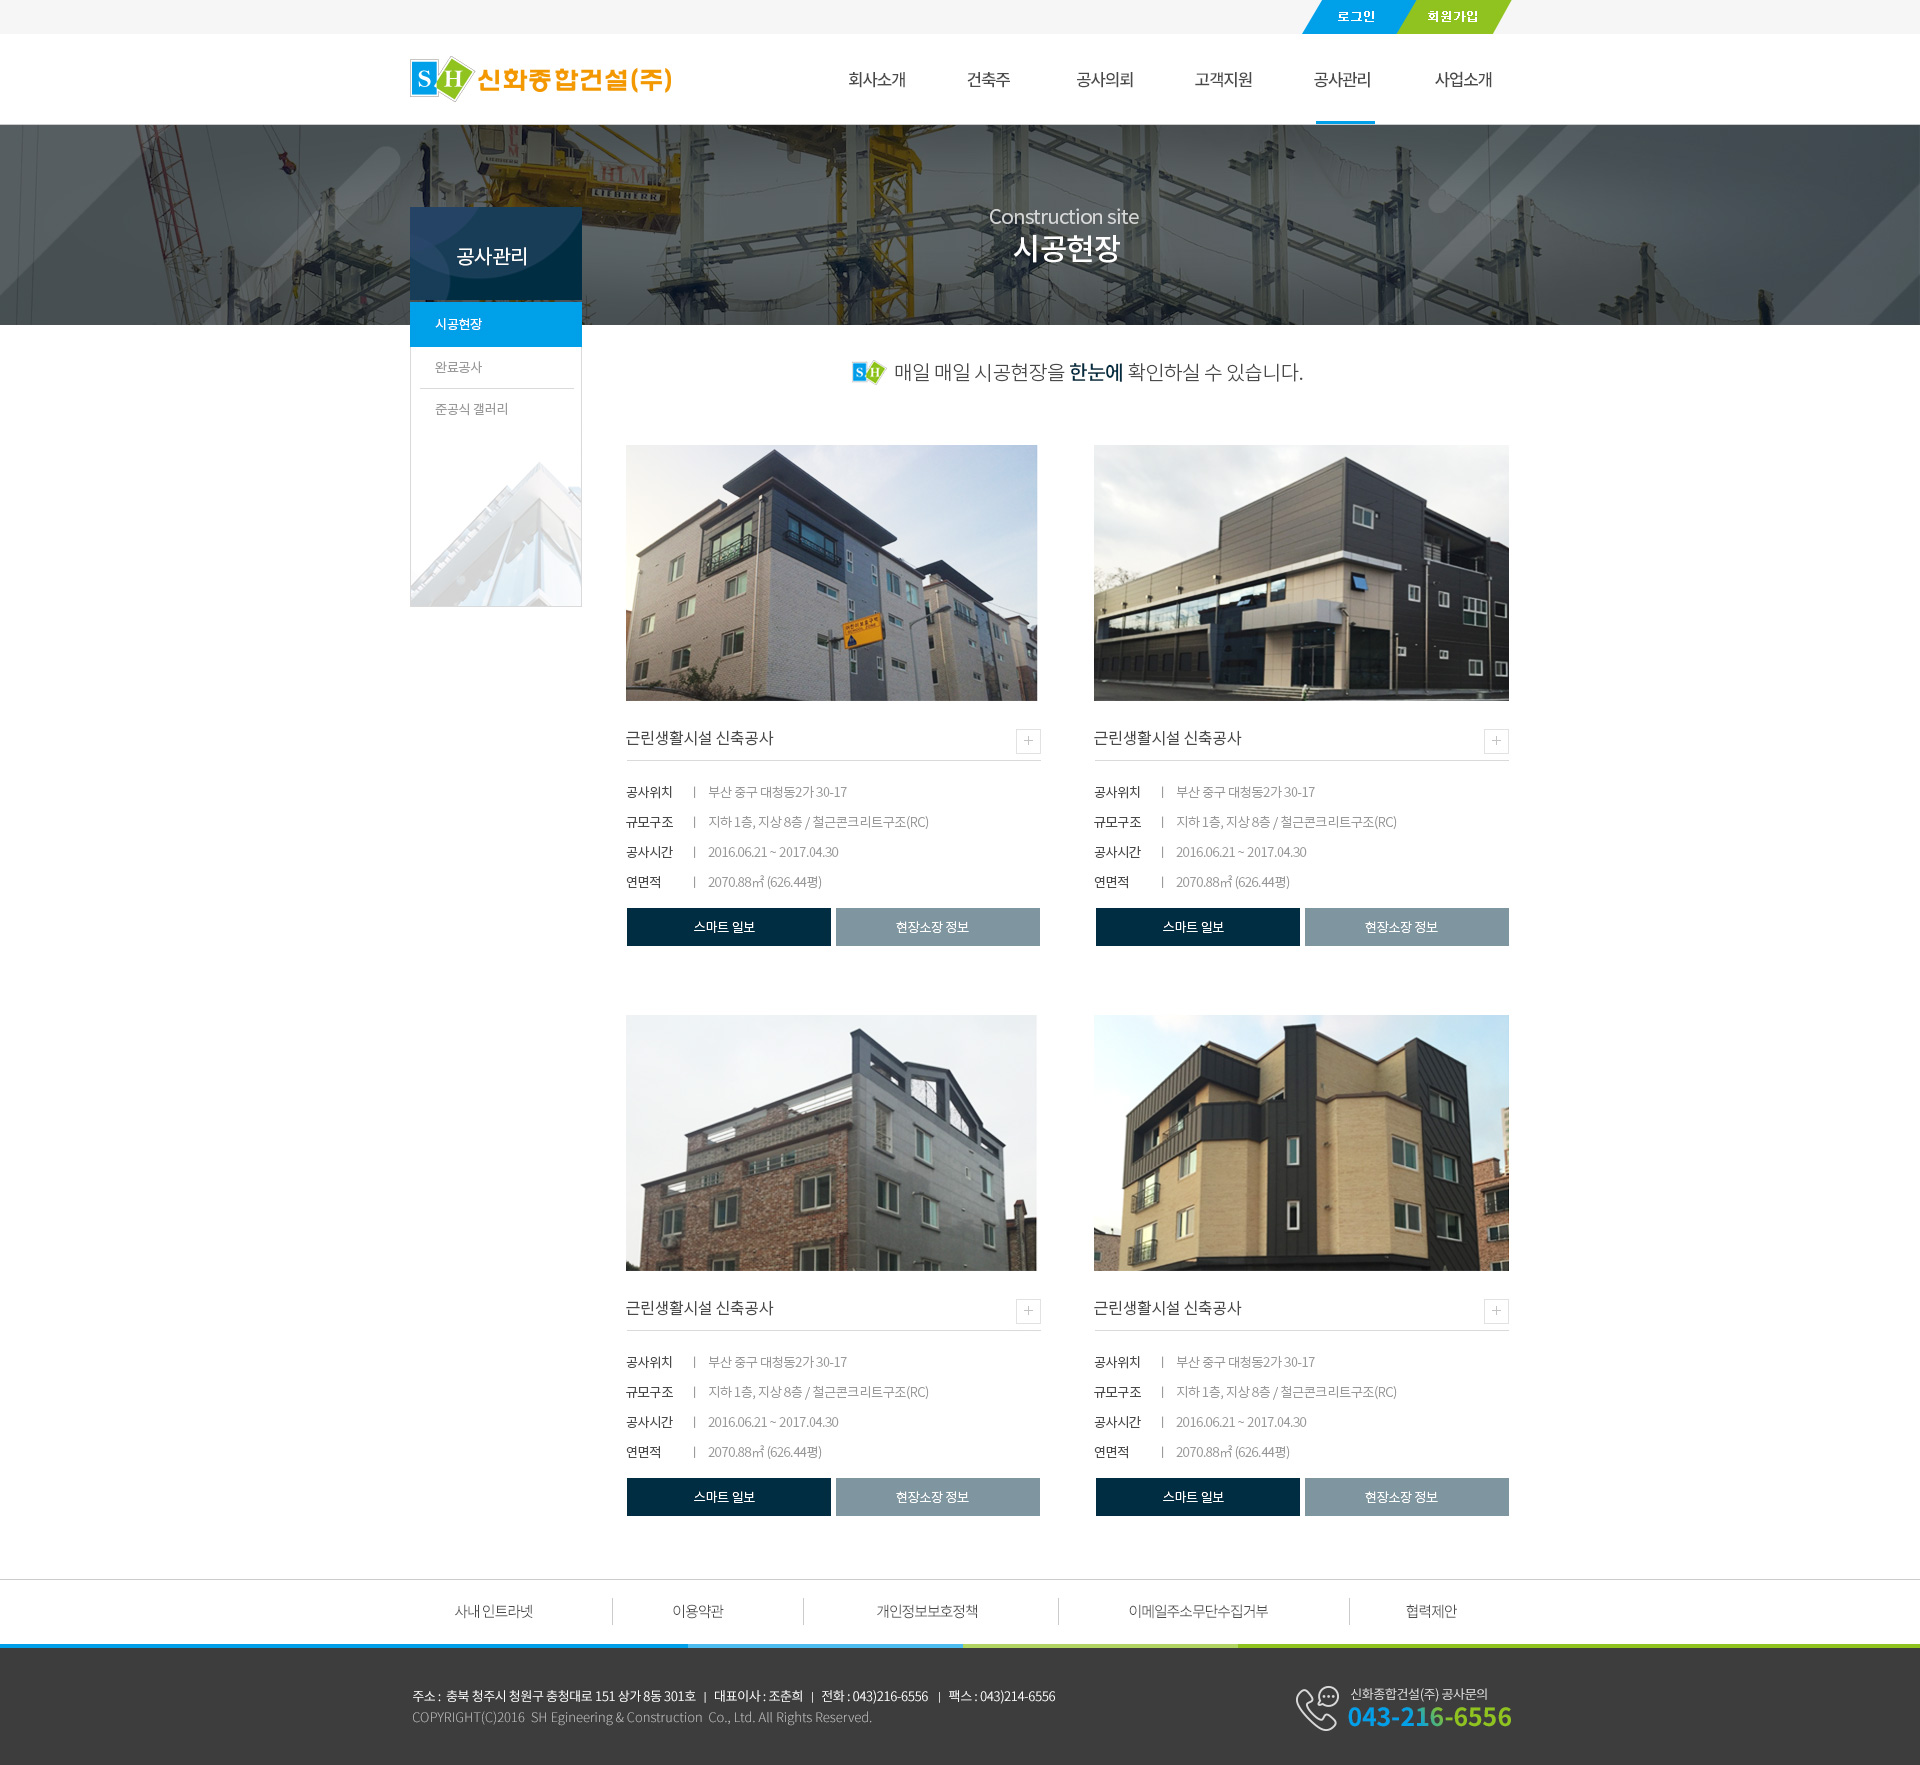 로그인 회원가입
SH 신화종합건설(주)
회사소개 건축주 공사의뢰 고객지원 공사관리 사업소개
HLM
LIEBHERR
Construction site
시공현장
공사관리
시공현장
완료공사
준공식 갤러리
SH 매일 매일 시공현장을 한눈에 확인하실 수 있습니다.
근린생활시설 신축공사 +
공사위치 | 부산 중구 대청동2가 30-17
규모구조 | 지하 1층, 지상 8층 / 철근콘크리트구조(RC)
공사시간 | 2016.06.21 ~ 2017.04.30
연면적 | 2070.88㎡ (626.44평)
스마트 일보 현장소장 정보
근린생활시설 신축공사 +
공사위치 | 부산 중구 대청동2가 30-17
규모구조 | 지하 1층, 지상 8층 / 철근콘크리트구조(RC)
공사시간 | 2016.06.21 ~ 2017.04.30
연면적 | 2070.88㎡ (626.44평)
스마트 일보 현장소장 정보
근린생활시설 신축공사 +
공사위치 | 부산 중구 대청동2가 30-17
규모구조 | 지하 1층, 지상 8층 / 철근콘크리트구조(RC)
공사시간 | 2016.06.21 ~ 2017.04.30
연면적 | 2070.88㎡ (626.44평)
스마트 일보 현장소장 정보
근린생활시설 신축공사 +
공사위치 | 부산 중구 대청동2가 30-17
규모구조 | 지하 1층, 지상 8층 / 철근콘크리트구조(RC)
공사시간 | 2016.06.21 ~ 2017.04.30
연면적 | 2070.88㎡ (626.44평)
스마트 일보 현장소장 정보
사내 인트라넷 이용약관 개인정보보호정책 이메일주소무단수집거부 협력제안
주소 : 충북 청주시 청원구 충청대로 151 상가 8동 301호 | 대표이사 : 조춘희 | 전화 : 043)216-6556 | 팩스 : 043)214-6556
COPYRIGHT(C)2016 SH Egineering & Construction Co., Ltd. All Rights Reserved.
신화종합건설(주) 공사문의
043-216-6556